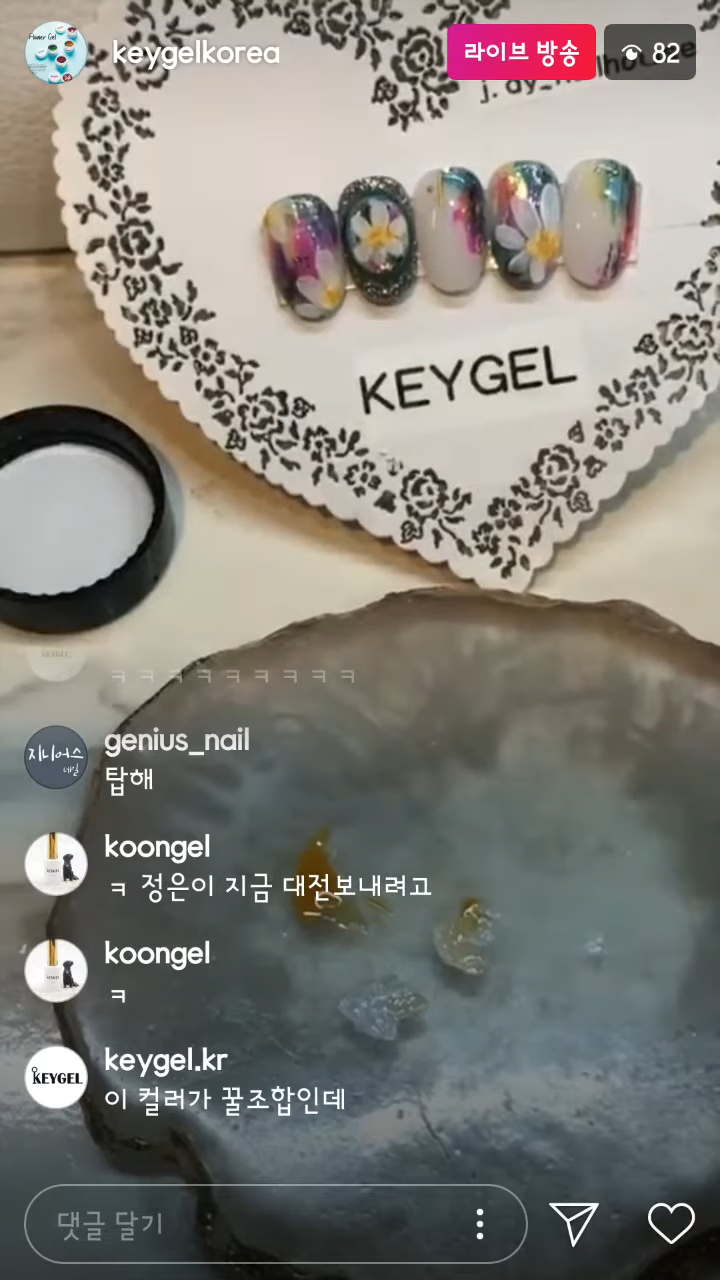 keygelkorea
라이브 방송
82
KEYGEL
ㅋㅋㅋㅋㅋㅋㅋㅋㅋ
genius_nail
탑해
koongel
ㅋ 정은이 지금 대전보내려고
koongel
ㅋ
KEYGEL
keygel.kr
이 컬러가 꿀조합인데
댓글 달기